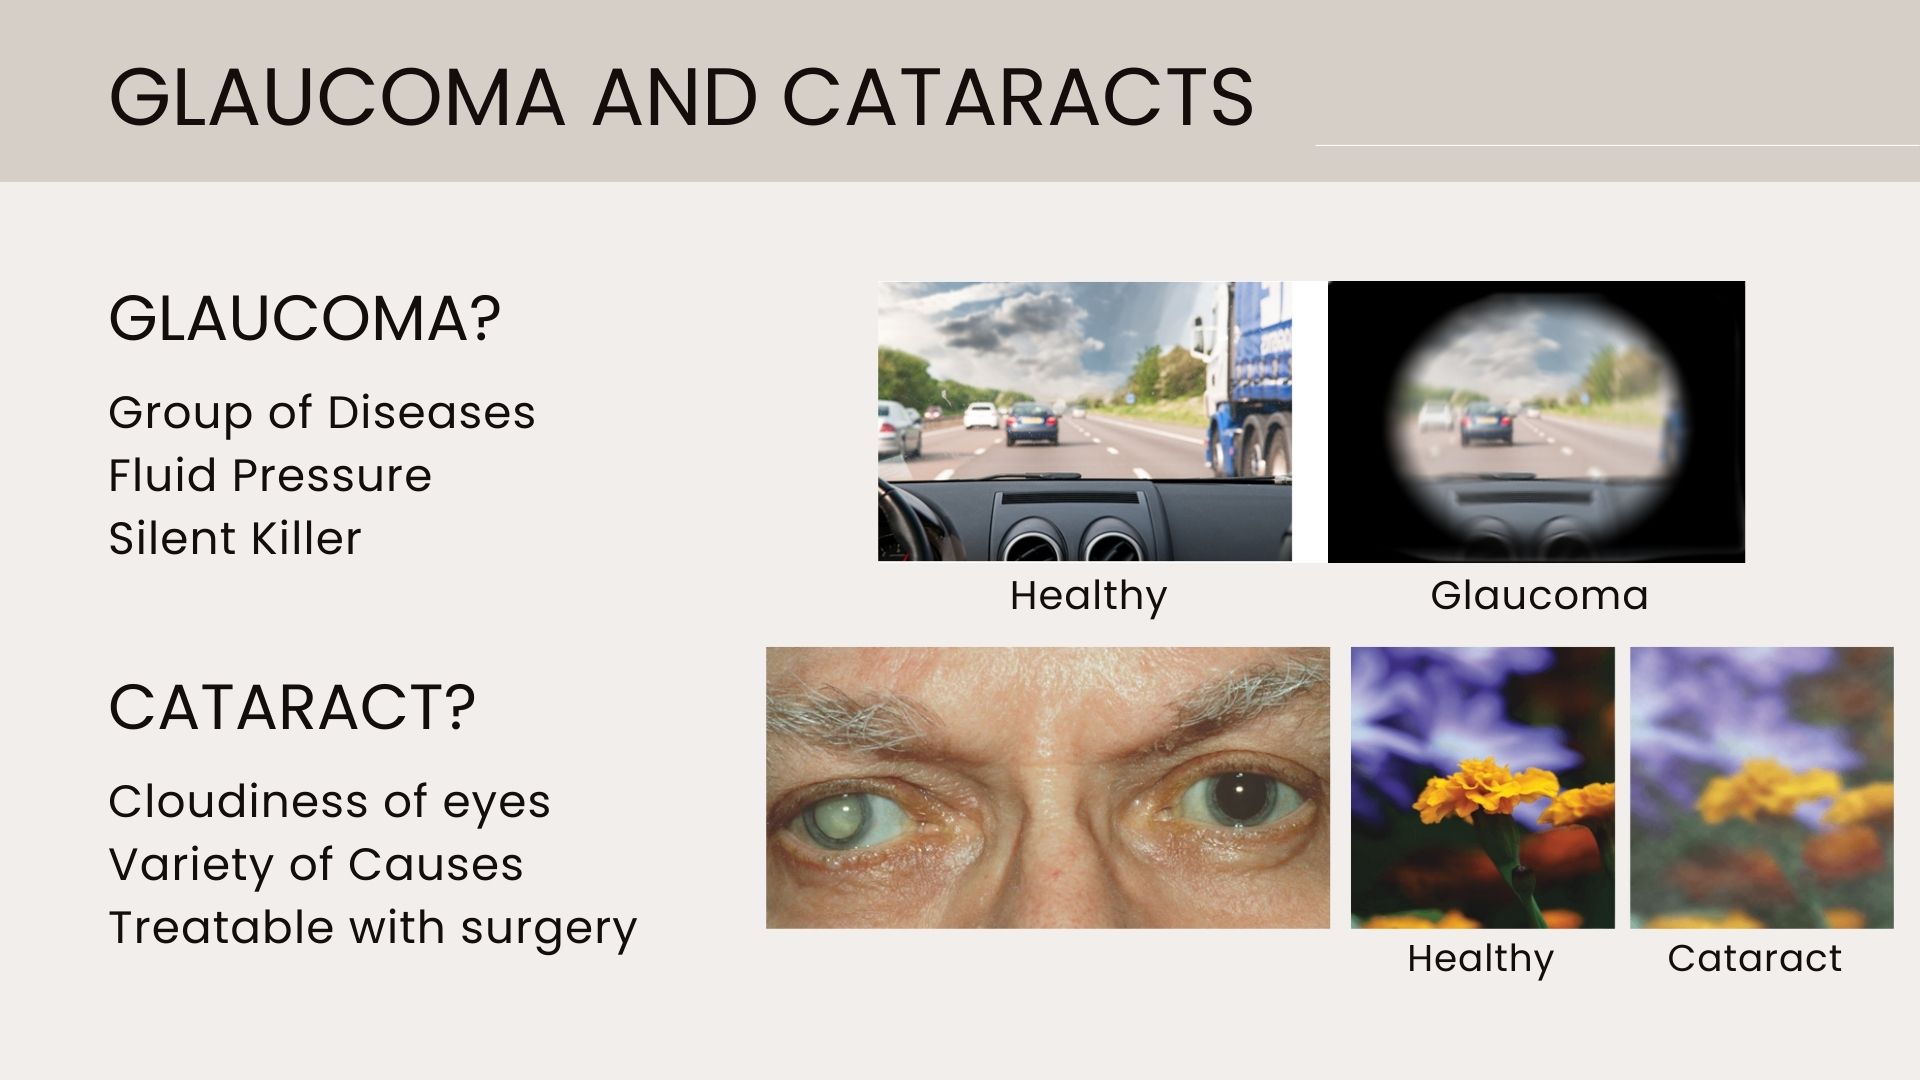 GLAUCOMA AND CATARACTS
GLAUCOMA?
Group of Diseases
Fluid Pressure
Silent Killer
Healthy
Glaucoma
CATARACT?
Cloudiness of eyes
Variety of Causes
Treatable with surgery
Healthy
Cataract